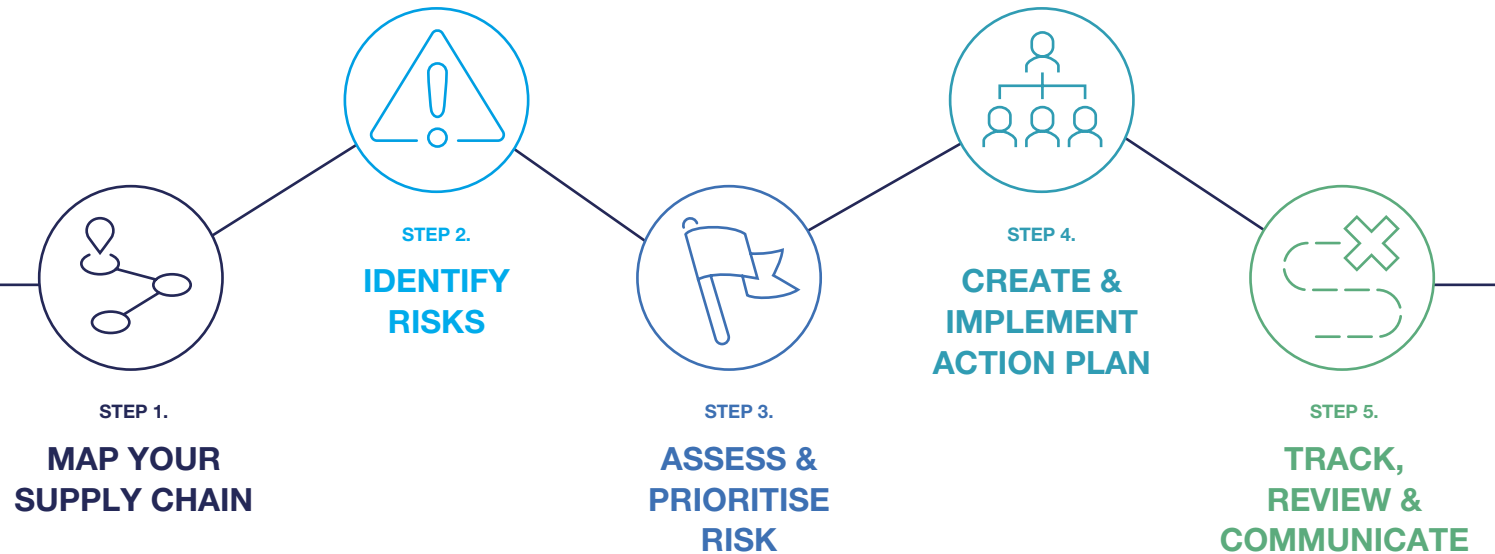 STEP 1.
MAP YOUR
SUPPLY CHAIN
STEP 2.
IDENTIFY
RISKS
STEP 3.
ASSESS &
PRIORITISE
RISK
STEP 4.
CREATE &
IMPLEMENT
ACTION PLAN
STEP 5.
TRACK,
REVIEW &
COMMUNICATE